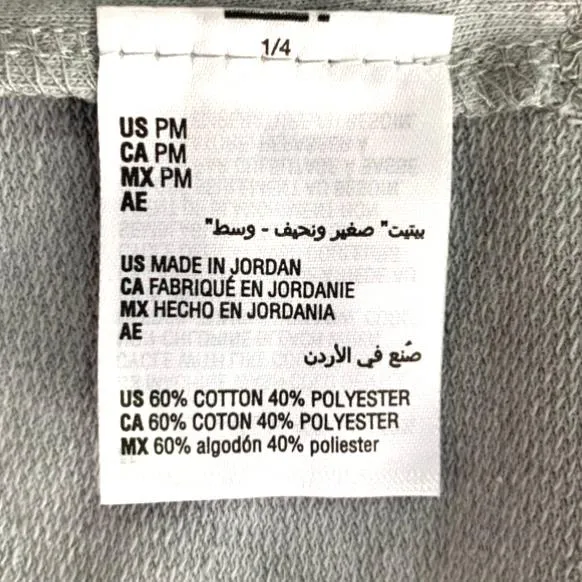 1/4
US PM
CA PM
MX PM
AE
بيتيت" صغير ونحيف - وسط"
US MADE IN JORDAN
CA FABRIQUÉ EN JORDANIE
MX HECHO EN JORDANIA
AE
صُنع في الأردن
US 60% COTTON 40% POLYESTER
CA 60% COTON 40% POLYESTER
MX 60% algodón 40% poliester